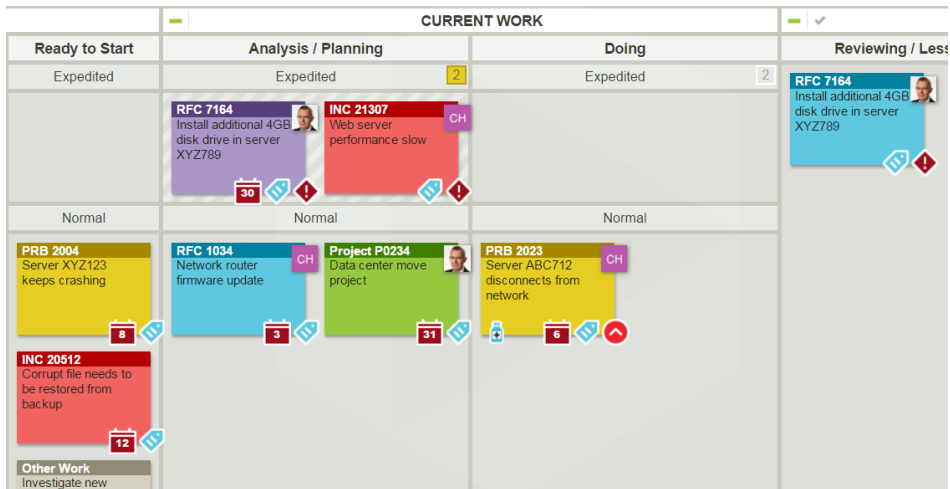 CURRENT WORK
Ready to Start
Analysis / Planning
Doing
Reviewing / Less
Expedited
Expedited
2
Expedited
2
RFC 7164
Install additional 4GB
disk drive in server
XYZ789
30
INC 21307
CH
Web server
performance slow
RFC 7164
Install additional 4GB
disk drive in server
XYZ789
Normal
Normal
Normal
PRB 2004
Server XYZ123
keeps crashing
8
RFC 1034
CH
Network router
firmware update
3
Project P0234
Data center move
project
31
PRB 2023
CH
Server ABC712
disconnects from
network
6
INC 20512
Corrupt file needs to
be restored from
backup
12
Other Work
Investigate new